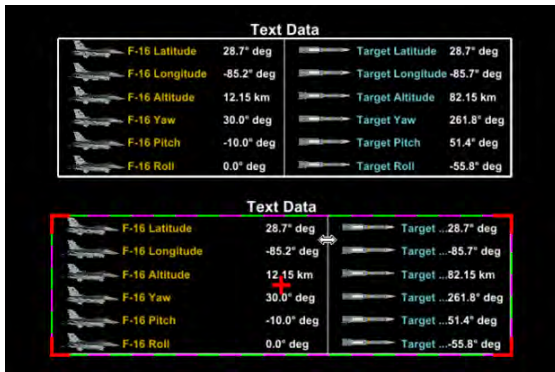 Text Data
F-16 Latitude 28.7° deg Target Latitude 28.7° deg
F-16 Longitude -85.2° deg Target Longitude -85.7° deg
F-16 Altitude 12.15 km Target Altitude 82.15 km
F-16 Yaw 30.0° deg Target Yaw 261.8° deg
F-16 Pitch -10.0° deg Target Pitch 51.4° deg
F-16 Roll 0.0° deg Target Roll -55.8° deg
Text Data
F-16 Latitude 28.7° deg Target ...28.7° deg
F-16 Longitude -85.2° deg Target ...-85.7° deg
F-16 Altitude 12.15 km Target ...82.15 km
F-16 Yaw 30.0° deg Target ...261.8° deg
F-16 Pitch -10.0° deg Target ...51.4° deg
F-16 Roll 0.0° deg Target ...-55.8° deg